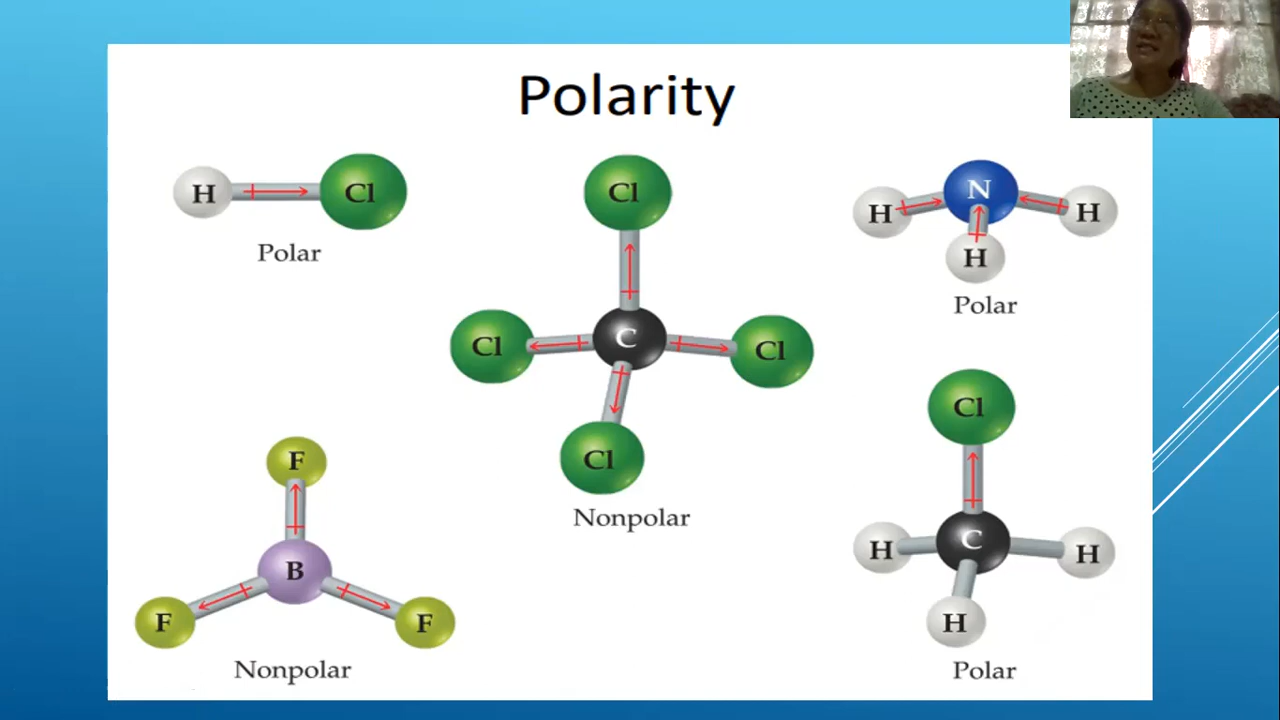 Polarity
H Cl
Polar
Cl
Cl C Cl
Cl
Nonpolar
N
H H
H
Polar
F
B
F F
Nonpolar
Cl
C
H H
H
Polar